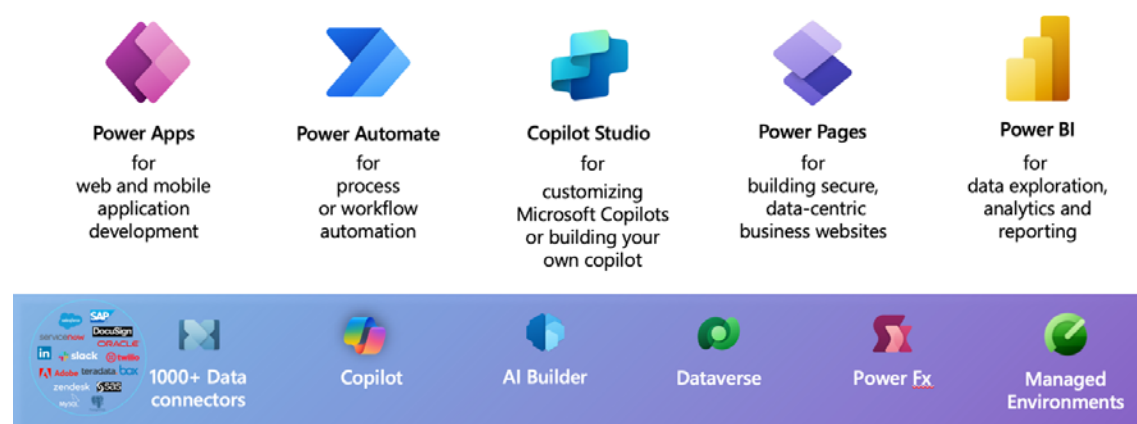 Power Apps
for
web and mobile
application
development
Power Automate
for
process
or workflow
automation
Copilot Studio
for
customizing
Microsoft Copilots
or building your
own copilot
Power Pages
for
building secure,
data-centric
business websites
Power BI
for
data exploration,
analytics and
reporting
salesforce
SAP
servicenow
DocuSign
ORACLE
in
slack
twilio
Adobe
teradata
box
zendesk
sas
MySQL
1000+ Data
connectors
Copilot
AI Builder
Dataverse
Power Fx
Managed
Environments